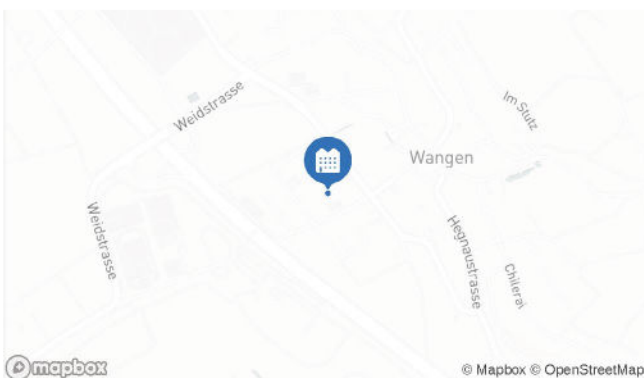 Weidstrasse
Im Stutz
Wangen
Weidstrasse
Hegnaustrasse
Chilerai
mapbox
© Mapbox © OpenStreetMap